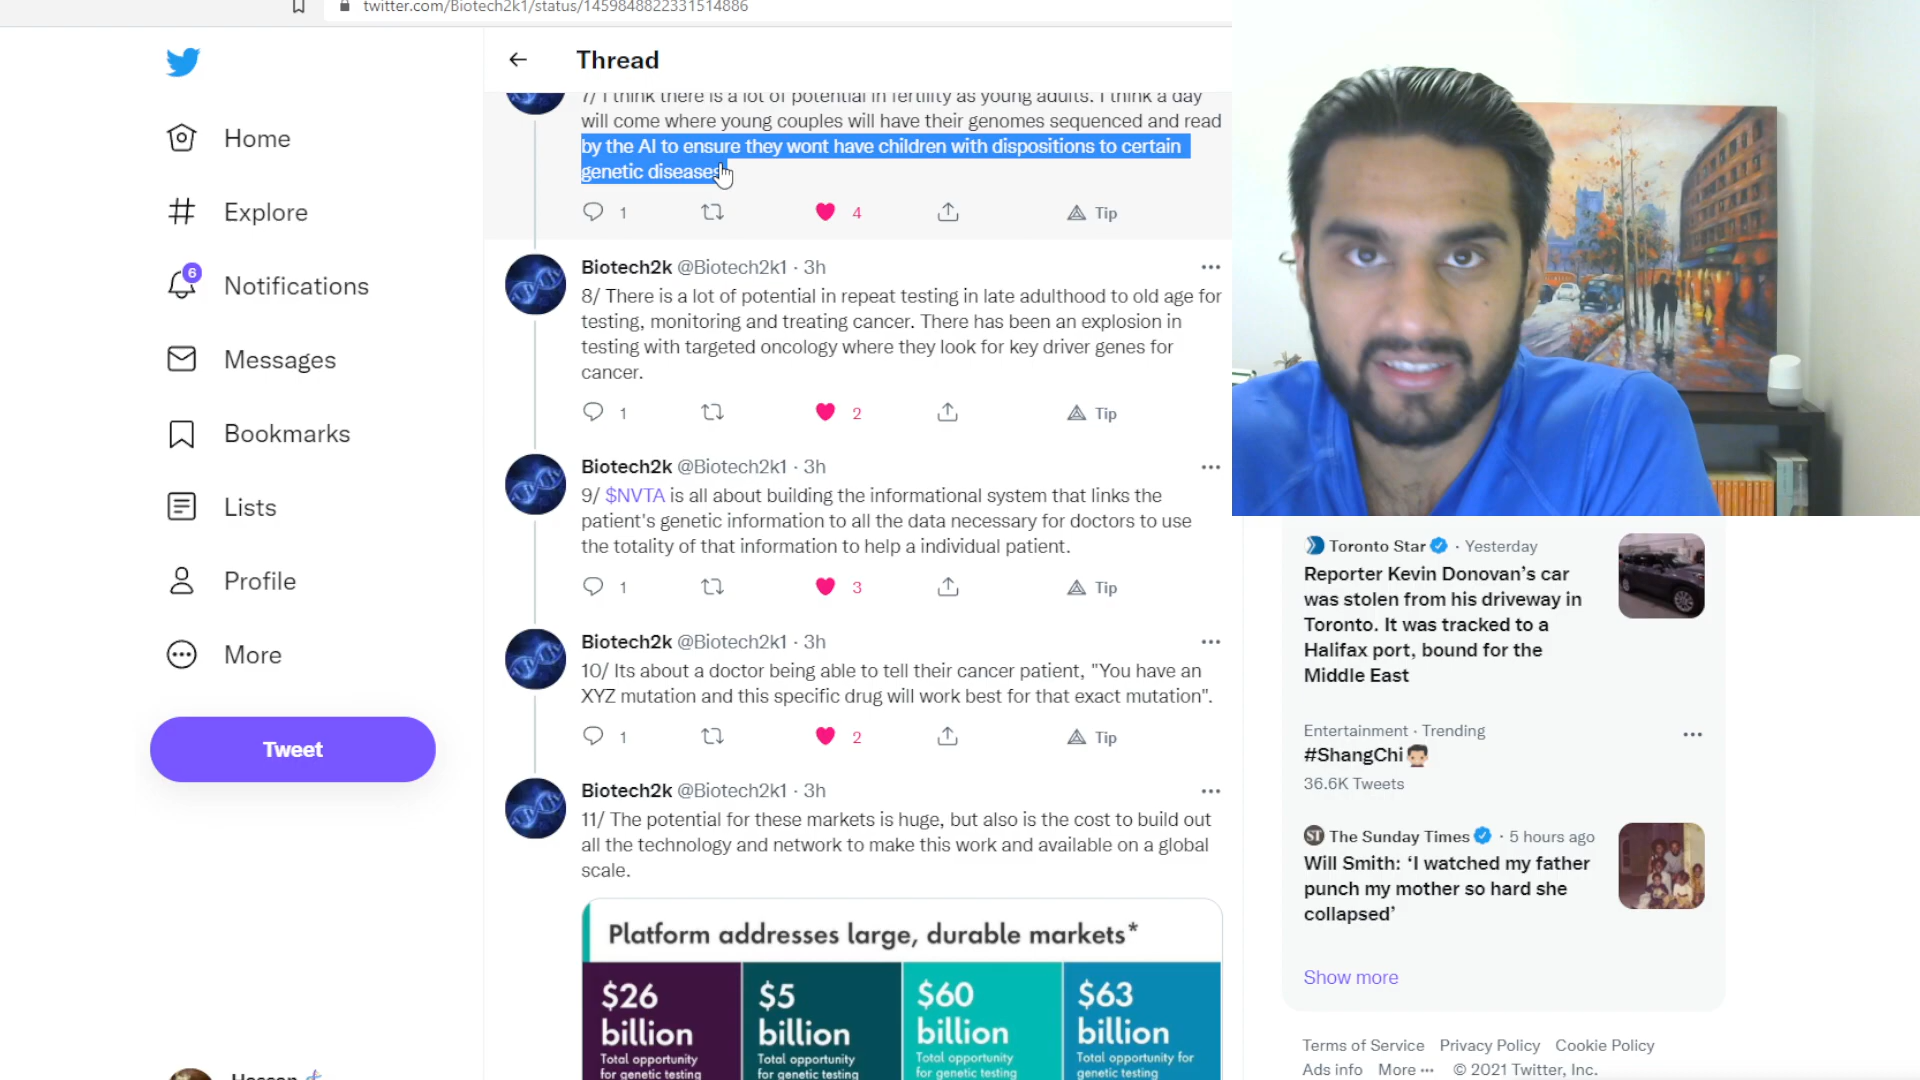 twitter.com/Biotech2k1/status/1459848822331514886
Home
Explore
6
Notifications
Messages
Bookmarks
Lists
Profile
More
Tweet
Thread
7/ I think there is a lot of potential in fertility as young adults. I think a day
will come where young couples will have their genomes sequenced and read
by the AI to ensure they wont have children with dispositions to certain
genetic diseases
1
4
Tip
Biotech2k @Biotech2k1 · 3h
8/ There is a lot of potential in repeat testing in late adulthood to old age for
testing, monitoring and treating cancer. There has been an explosion in
testing with targeted oncology where they look for key driver genes for
cancer.
1
2
Tip
Biotech2k @Biotech2k1 · 3h
9/ $NVTA is all about building the informational system that links the
patient's genetic information to all the data necessary for doctors to use
the totality of that information to help a individual patient.
1
3
Tip
Biotech2k @Biotech2k1 · 3h
10/ Its about a doctor being able to tell their cancer patient, "You have an
XYZ mutation and this specific drug will work best for that exact mutation".
1
2
Tip
Biotech2k @Biotech2k1 · 3h
11/ The potential for these markets is huge, but also is the cost to build out
all the technology and network to make this work and available on a global
scale.
Platform addresses large, durable markets*
$26
billion
Total opportunity
for genetic testing
$5
billion
Total opportunity
for genetic testing
$60
billion
Total opportunity
for genetic testing
$63
billion
Total opportunity for
genetic testing
Toronto Star · Yesterday
Reporter Kevin Donovan's car
was stolen from his driveway in
Toronto. It was tracked to a
Halifax port, bound for the
Middle East
Entertainment · Trending
#ShangChi
36.6K Tweets
ST The Sunday Times · 5 hours ago
Will Smith: ‘I watched my father
punch my mother so hard she
collapsed’
Show more
Terms of Service Privacy Policy Cookie Policy
Ads info More ··· © 2021 Twitter, Inc.